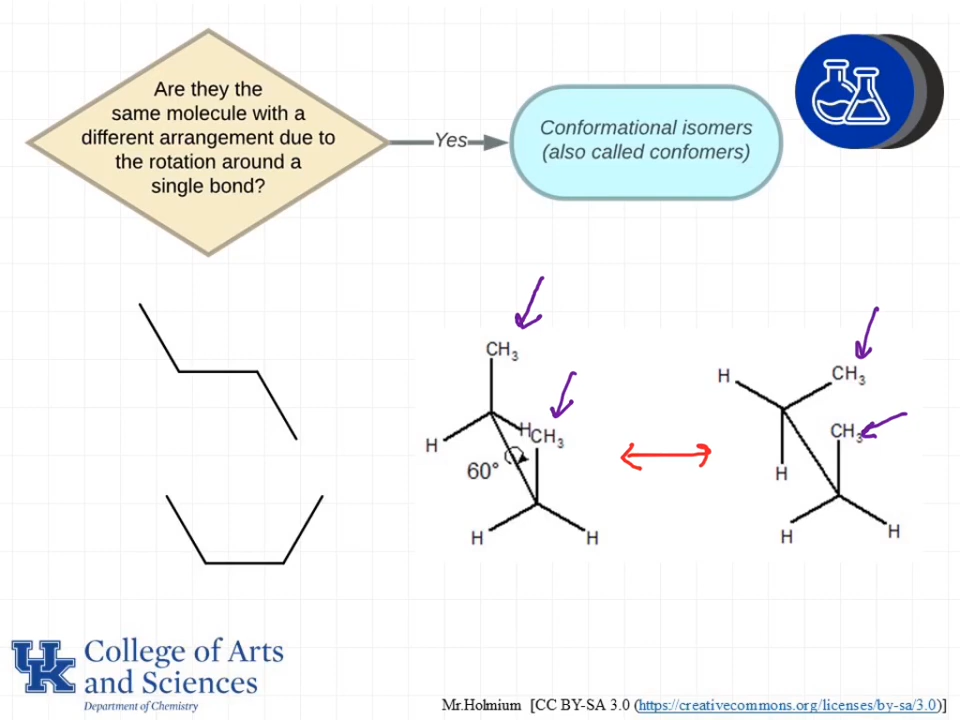 Are they the
same molecule with a
different arrangement due to
the rotation around a
single bond?
Yes
Conformational isomers
(also called confomers)
CH3
H
H
CH3
60°
H
H
H
CH3
CH3
H
H
H
UK
College of Arts
and Sciences
Department of Chemistry
Mr.Holmium [CC BY-SA 3.0 (https://creativecommons.org/licenses/by-sa/3.0)]